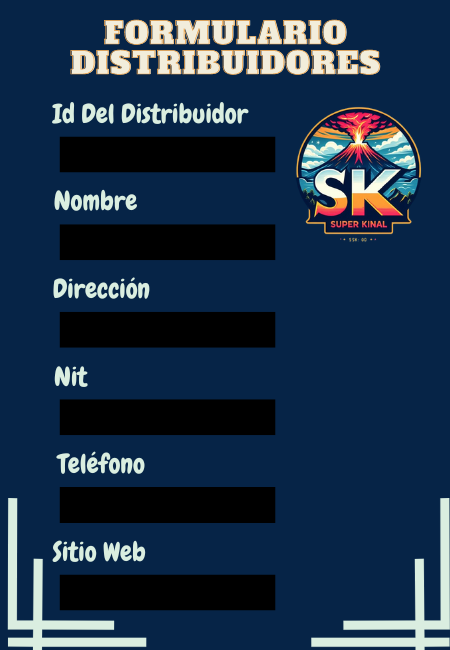 FORMULARIO
DISTRIBUIDORES
Id Del Distribuidor
SK
SUPER KINAL
Nombre
Dirección
Nit
Teléfono
Sitio Web